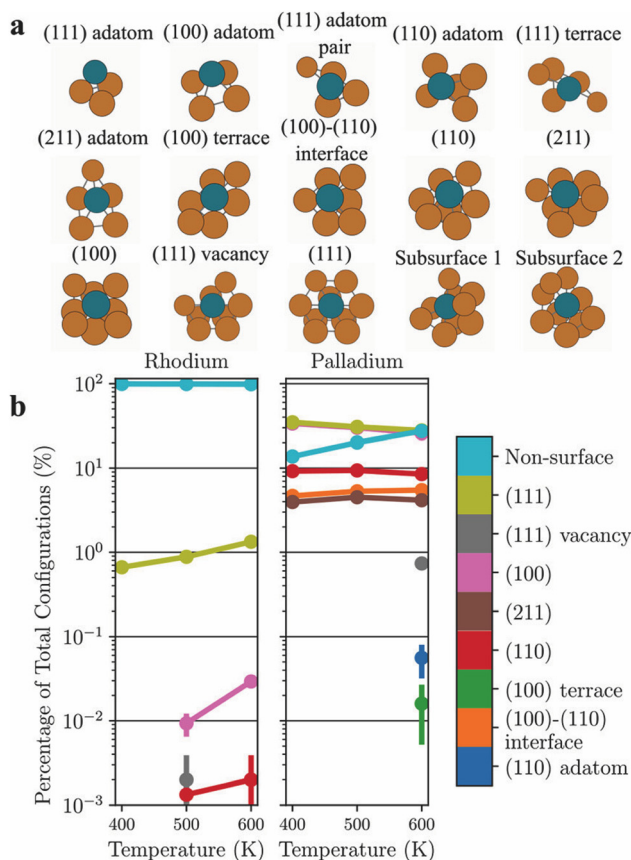 a
(111) adatom (100) adatom (111) adatom pair (110) adatom (111) terrace
(211) adatom (100) terrace (100)-(110) interface (110) (211)
(100) (111) vacancy (111) Subsurface 1 Subsurface 2
b
Rhodium Palladium
Percentage of Total Configurations (%)
10² 
10¹
10⁰
10⁻¹
10⁻²
10⁻³
400 500 600 400 500 600
Temperature (K) Temperature (K)
Non-surface
(111)
(111) vacancy
(100)
(211)
(110)
(100) terrace
(100)-(110)
interface
(110) adatom